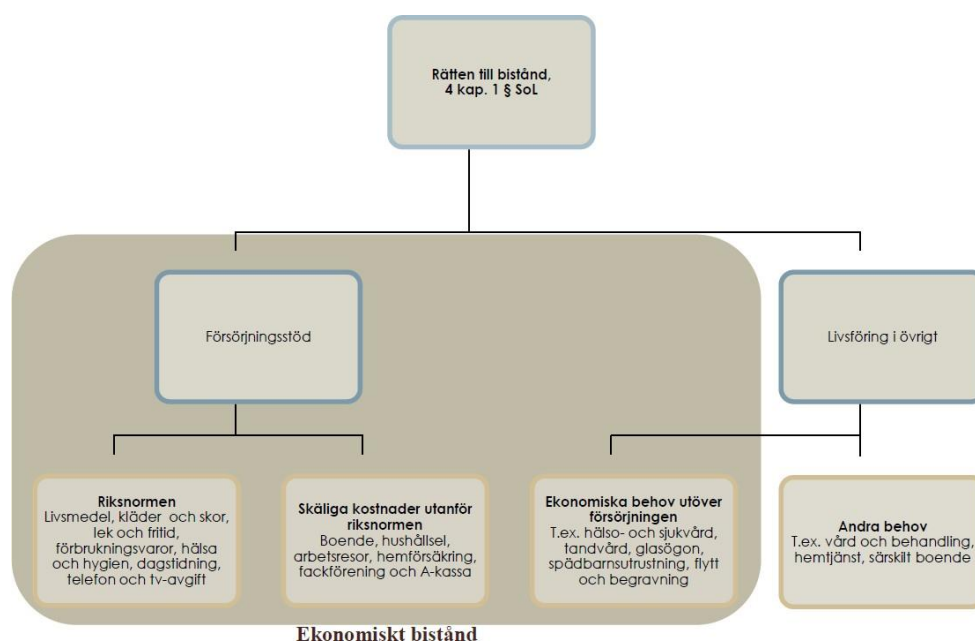 Rätten till bistånd,
4 kap. 1 § SoL
Försörjningsstöd
Livsföring i övrigt
Riksnormen
Livsmedel, kläder och skor,
lek och fritid,
förbrukningsvaror, hälsa
och hygien, dagstidning,
telefon och tv-avgift
Skäliga kostnader utanför
riksnormen
Boende, hushållsel,
arbetsresor, hemförsäkring,
fackförening och A-kassa
Ekonomiska behov utöver
försörjningen
T.ex. hälso- och sjukvård,
tandvård, glasögon,
spädbarnsutrustning, flytt
och begravning
Andra behov
T.ex. vård och behandling,
hemtjänst, särskilt boende
Ekonomiskt bistånd